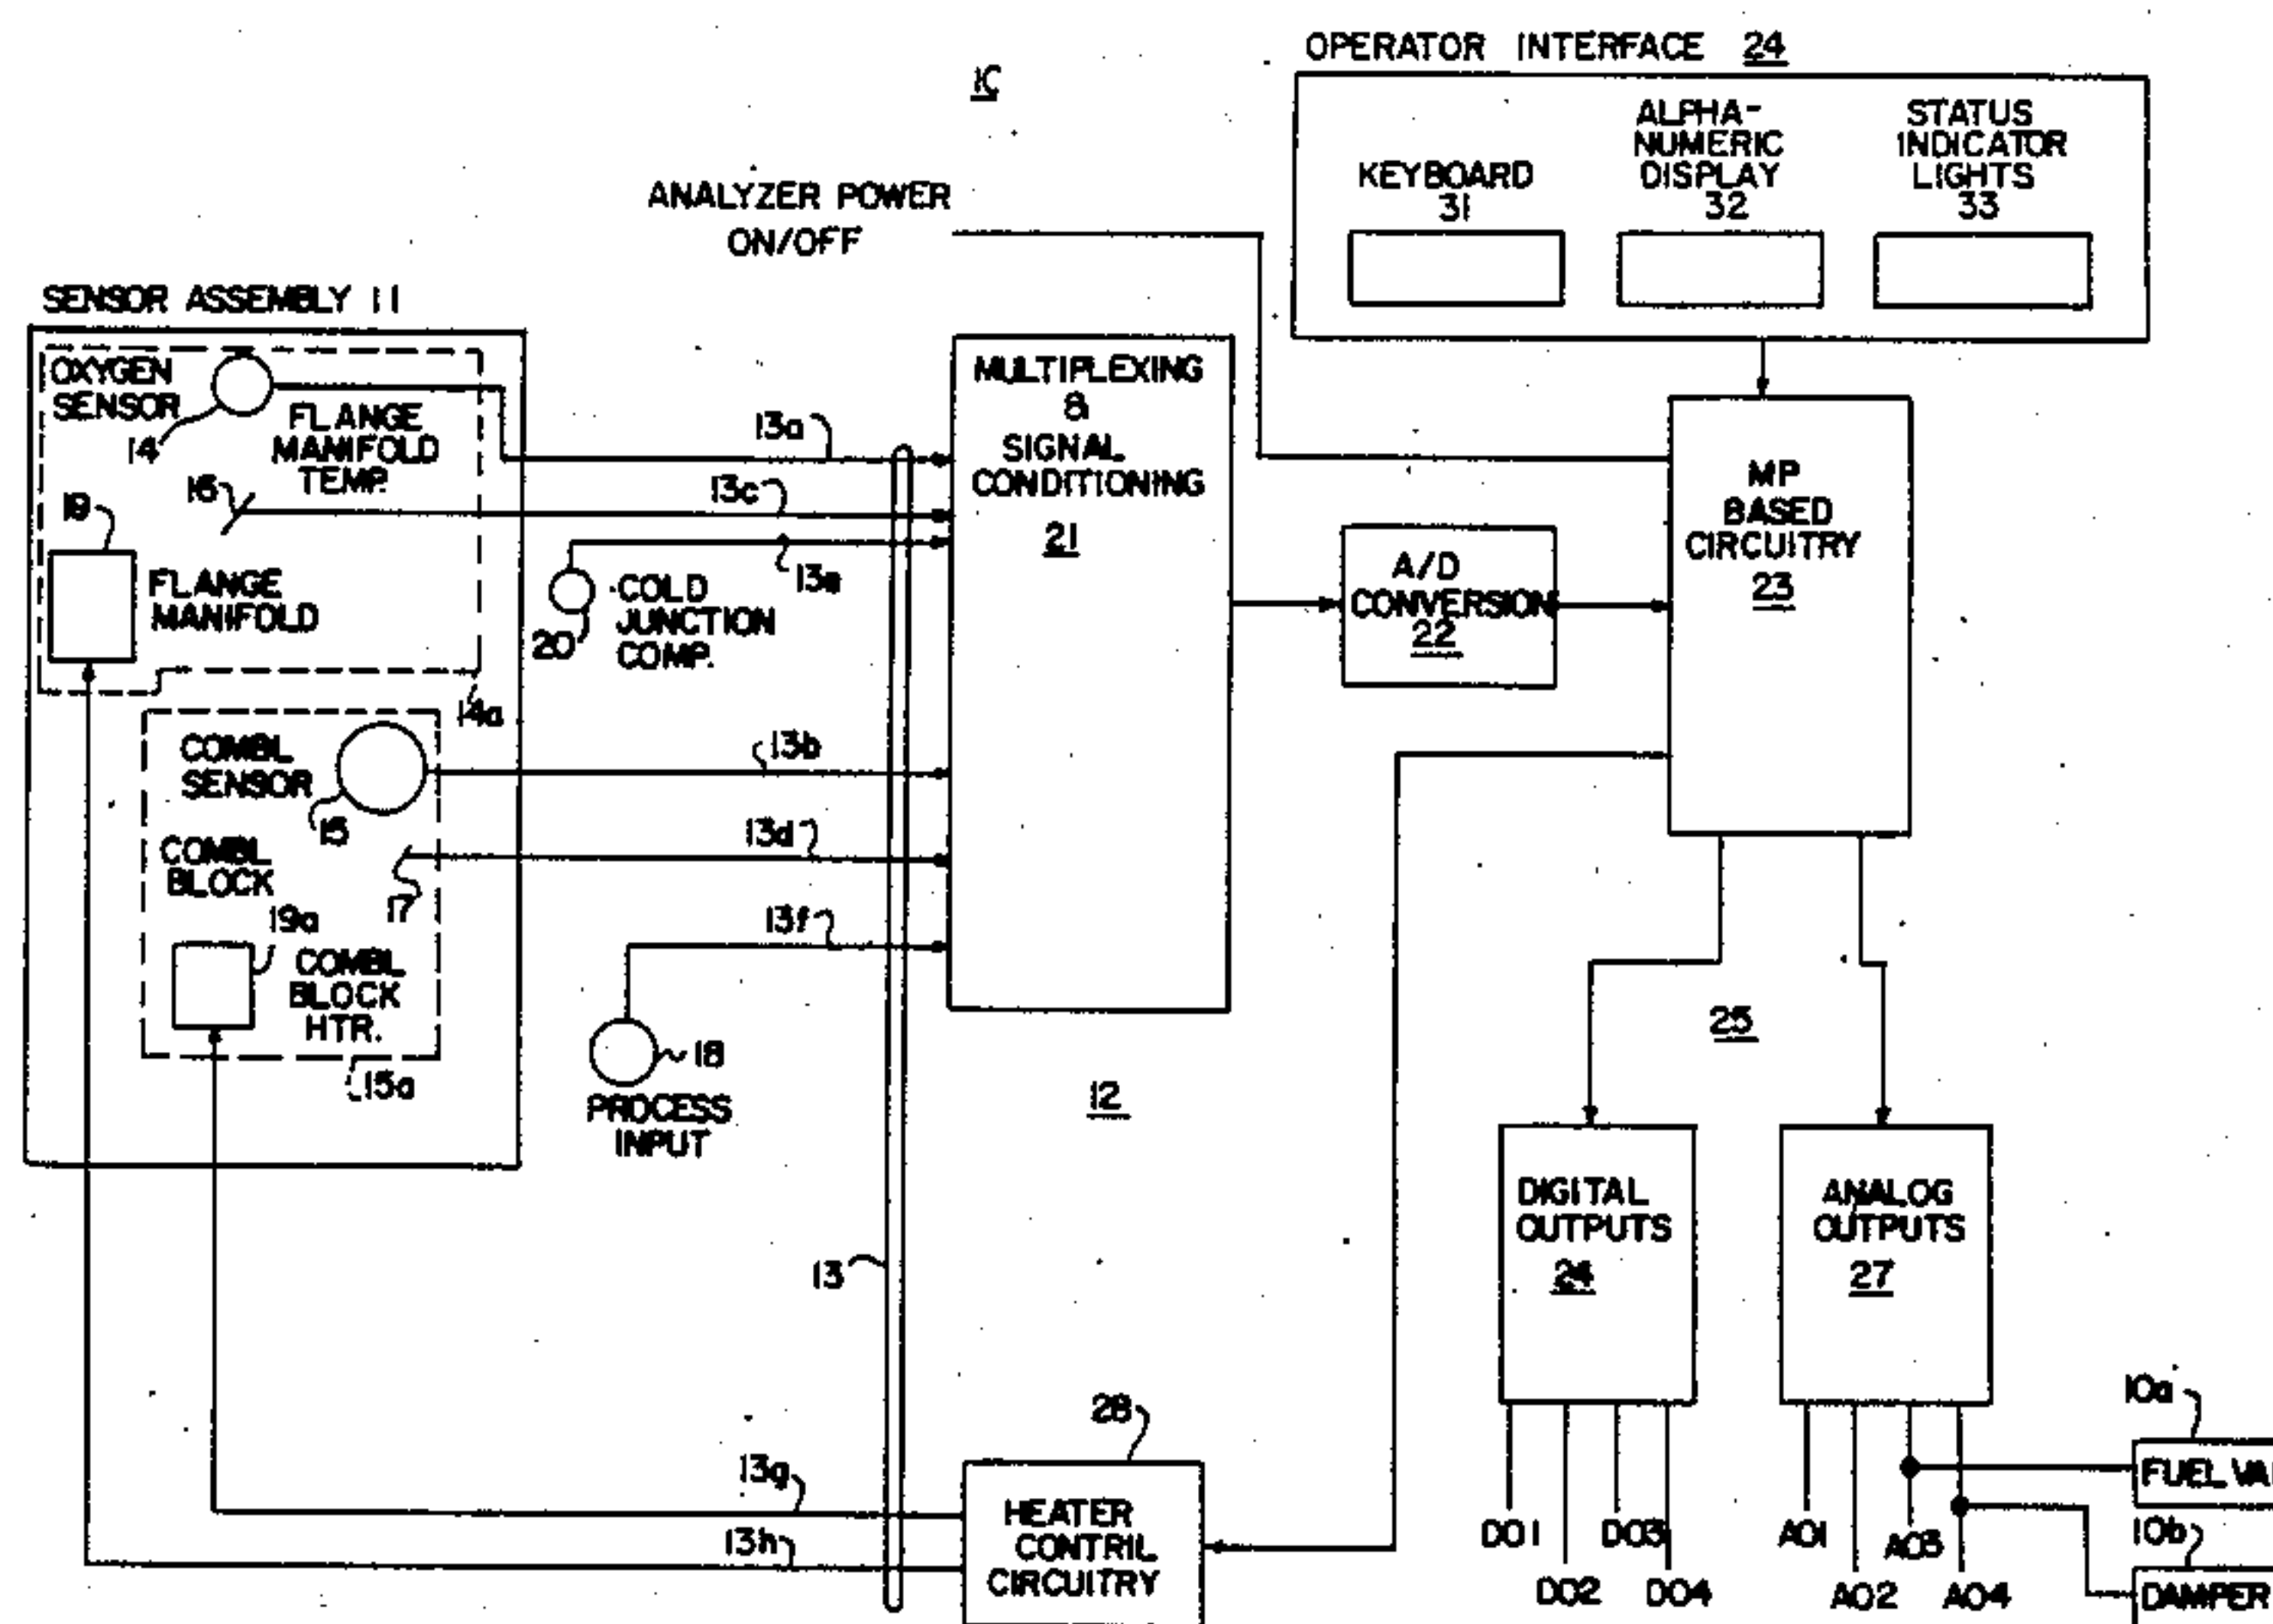 OPERATOR INTERFACE 24
1C
ALPHA-
NUMERIC
DISPLAY
32
STATUS
INDICATOR
LIGHTS
33
KEYBOARD
31
ANALYZER POWER
ON/OFF
SENSOR ASSEMBLY 11
OXYGEN
SENSOR
14
FLANGE
MANIFOLD
TEMP.
16
19
FLANGE
MANIFOLD
14a
13a
13c
13e
20
COLD
JUNCTION
COMP.
MULTIPLEXING
&
SIGNAL
CONDITIONING
21
A/D
CONVERSION
22
MP
BASED
CIRCUITRY
23
COMBL
SENSOR
15
13b
13d
COMBL
BLOCK
17
19a
COMBL
BLOCK
HTR.
15a
13f
18
PROCESS
INPUT
12
25
13
DIGITAL
OUTPUTS
26
ANALOG
OUTPUTS
27
28
13g
13h
HEATER
CONTRIL
CIRCUITRY
DO1
DO2
DO3
DO4
AO1
AO2
AO3
AO4
10a
FUEL VA
10b
DAMPER